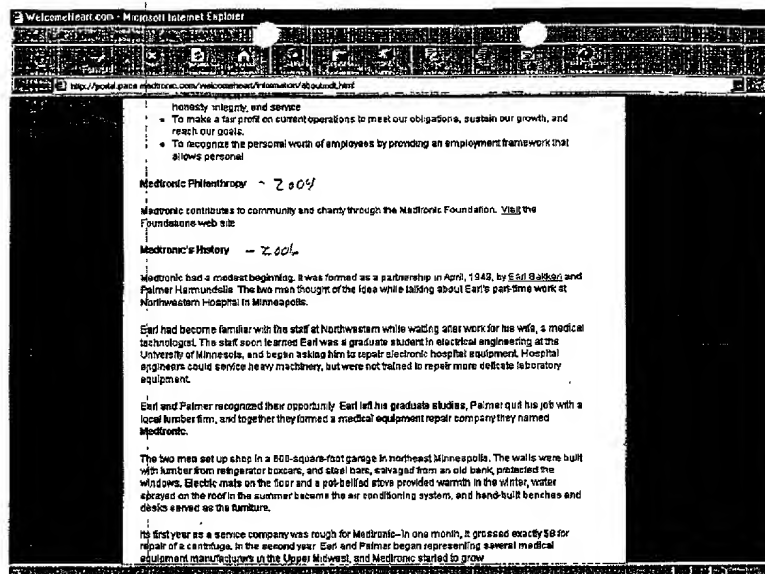 WelcomeHeart.com - Microsoft Internet Explorer
http://postal.pace.medtronic.com/welcomeheart/information/aboutmdt.html
honesty integrity, and service
• To make a fair profit on current operations to meet our obligations, sustain our growth, and
reach our goals.
• To recognize the personal worth of employees by providing an employment framework that
allows personal
Medtronic Philanthropy - 2004
Medtronic contributes to community and charity through the Medtronic Foundation. Visit the
Foundations web site
Medtronic's History - 2006
Medtronic had a modest beginning. It was formed as a partnership in April, 1949, by Earl Bakken and
Palmer Hermundslie. The two men thought of the idea while talking about Earl's part-time work at
Northwestern Hospital in Minneapolis.
Earl had become familiar with the staff at Northwestern while waiting after work for his wife, a medical
technologist. The staff soon learned Earl was a graduate student in electrical engineering at the
University of Minnesota, and began asking him to repair electronic hospital equipment. Hospital
engineers could service heavy machinery, but were not trained to repair more delicate laboratory
equipment.
Earl and Palmer recognized their opportunity. Earl left his graduate studies, Palmer quit his job with a
local lumber firm, and together they formed a medical equipment repair company they named
Medtronic.
The two men set up shop in a 600-square-foot garage in northeast Minneapolis. The walls were built
with lumber from refrigerator boxcars, and steel bars, salvaged from an old bank, protected the
windows. Electric mats on the floor and a pot-bellied stove provided warmth in the winter, water
sprayed on the roof in the summer became the air conditioning system, and hand-built benches and
desks served as the furniture.
Its first year as a service company was rough for Medtronic--in one month, it grossed exactly $8 for
repair of a centrifuge. In the second year Earl and Palmer began representing several medical
equipment manufacturers in the Upper Midwest, and Medtronic started to grow